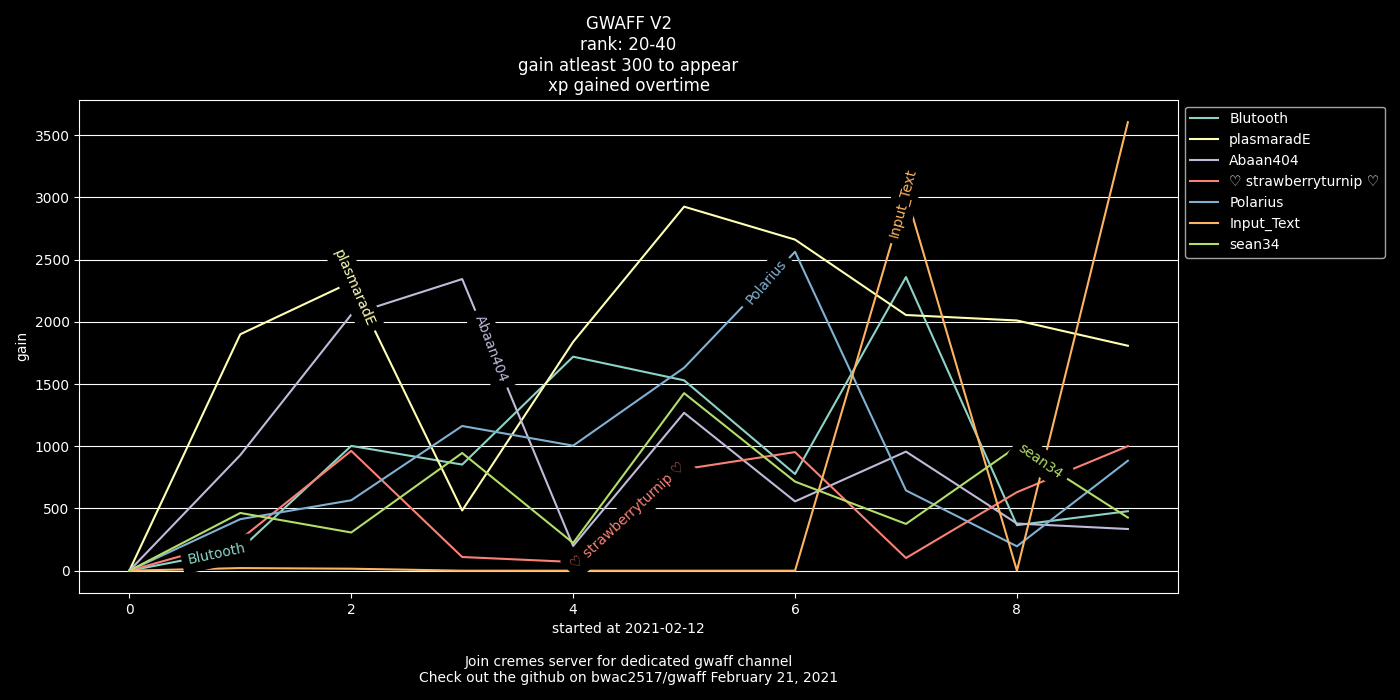 GWAFF V2
rank: 20-40
gain atleast 300 to appear
xp gained overtime
gain
3500
3000
2500
2000
1500
1000
500
0
plasmaradE
Abaan404
Polarius
Input_Text
Blutooth
♡ strawberryturnip ♡
sean34
Blutooth
plasmaradE
Abaan404
♡ strawberryturnip ♡
Polarius
Input_Text
sean34
0 2 4 6 8
started at 2021-02-12
Join cremes server for dedicated gwaff channel
Check out the github on bwac2517/gwaff February 21, 2021